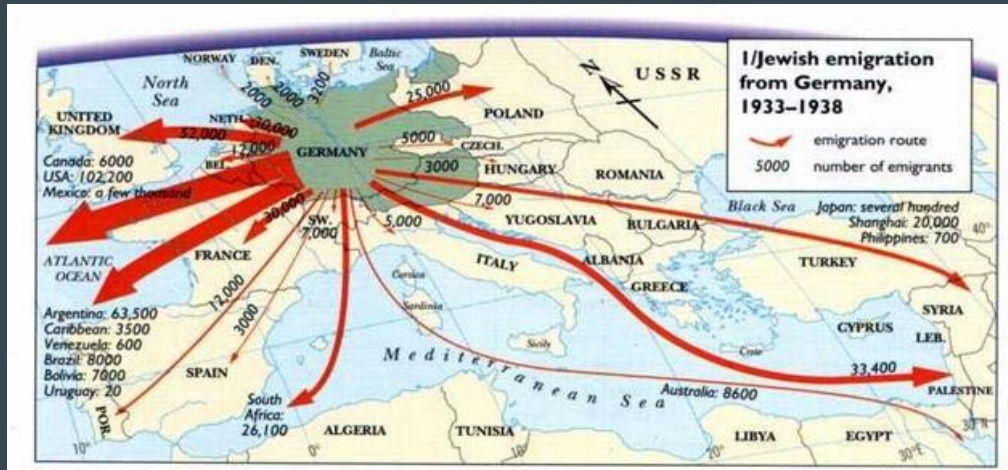 1/Jewish emigration
from Germany,
1933–1938
emigration route
5000 number of emigrants
N
NORWAY
DEN.
SWEDEN
Baltic
Sea
North
Sea
USSR
2000
2000
3200
25,000
POLAND
UNITED
KINGDOM
52,000
NETH.
30,000
12,000
BEL.
GERMANY
5000
CZECH.
3000
HUNGARY
ROMANIA
Canada: 6000
USA: 102,200
Mexico: a few thousand
30,000
SW.
7,000
5,000
7,000
YUGOSLAVIA
BULGARIA
Black Sea
Japan: several hundred
Shanghai: 20,000
Philippines: 700
40°
ATLANTIC
OCEAN
FRANCE
ITALY
ALBANIA
GREECE
TURKEY
Corsica
Sardinia
Sicily
Crete
CYPRUS
SYRIA
LEB.
12,000
3000
Argentina: 63,500
Caribbean: 3500
Venezuela: 600
Brazil: 8000
Bolivia: 7000
Uruguay: 20
SPAIN
POR.
Mediterranean Sea
33,400
PALESTINE
Australia: 8600
South
Africa:
26,100
ALGERIA
TUNISIA
LIBYA
EGYPT
10°
0°
20°
30°E